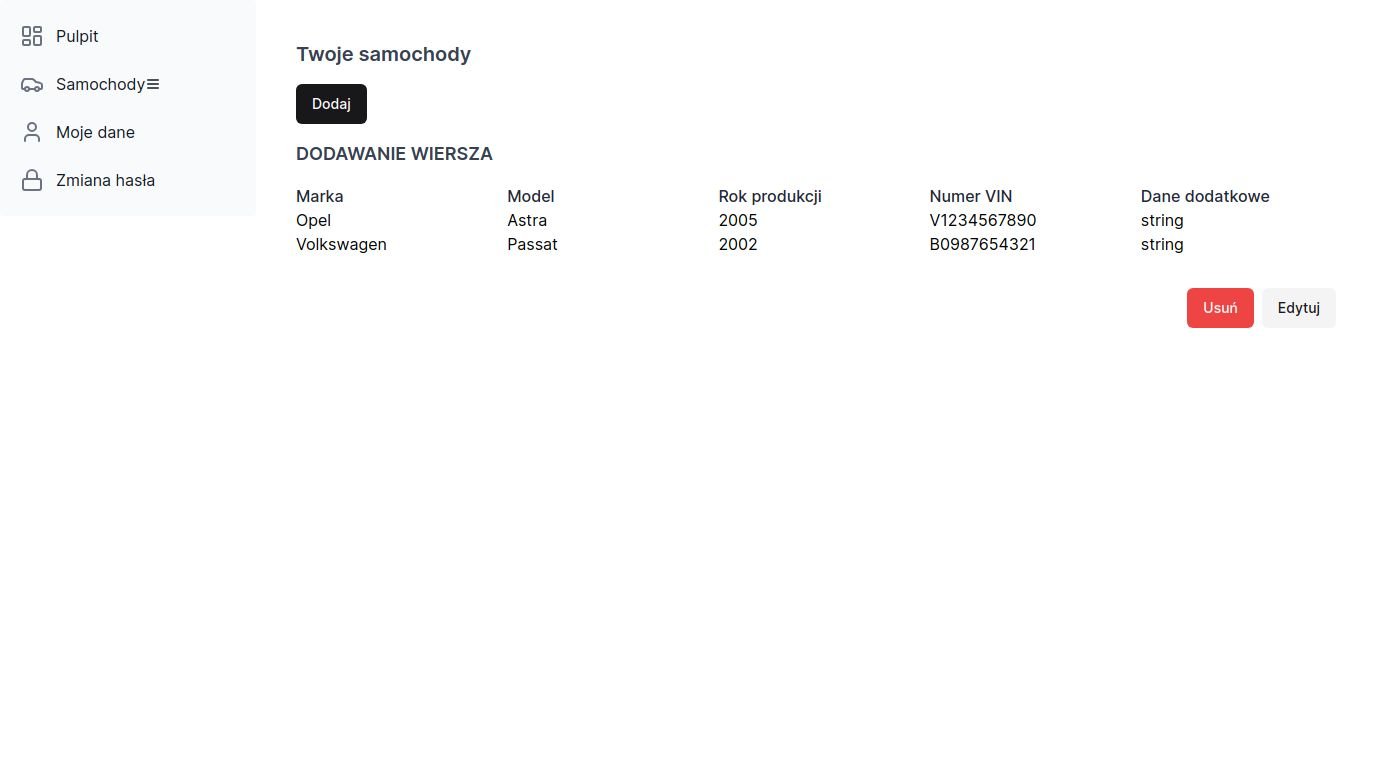 Pulpit
Samochody
Moje dane
Zmiana hasła
Twoje samochody
Dodaj
DODAWANIE WIERSZA
Marka Model Rok produkcji Numer VIN Dane dodatkowe
Opel Astra 2005 V1234567890 string
Volkswagen Passat 2002 B0987654321 string
Usuń Edytuj